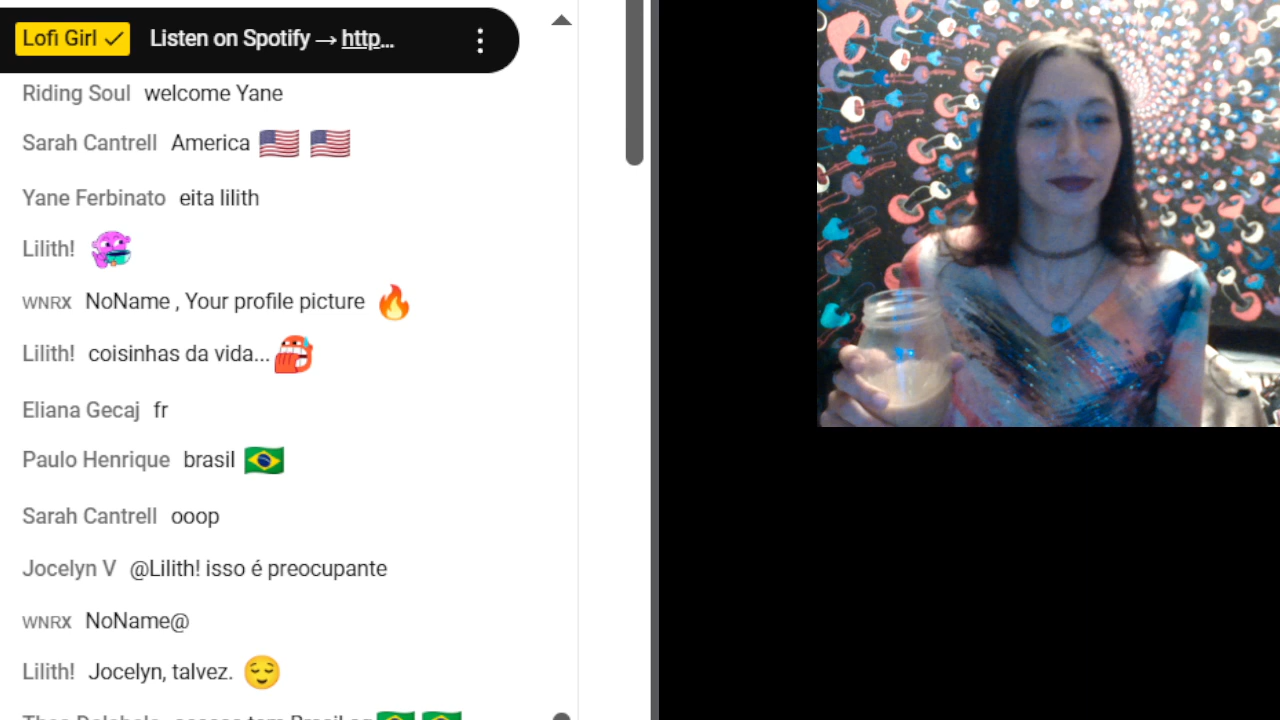 Lofi Girl Listen on Spotify → http...
Riding Soul welcome Yane
Sarah Cantrell America 🇺🇸 🇺🇸
Yane Ferbinato eita lilith
Lilith!
WNRX NoName , Your profile picture 🔥
Lilith! coisinhas da vida...
Eliana Gecaj fr
Paulo Henrique brasil 🇧🇷
Sarah Cantrell ooop
Jocelyn V @Lilith! isso é preocupante
WNRX NoName@
Lilith! Jocelyn, talvez. 😌